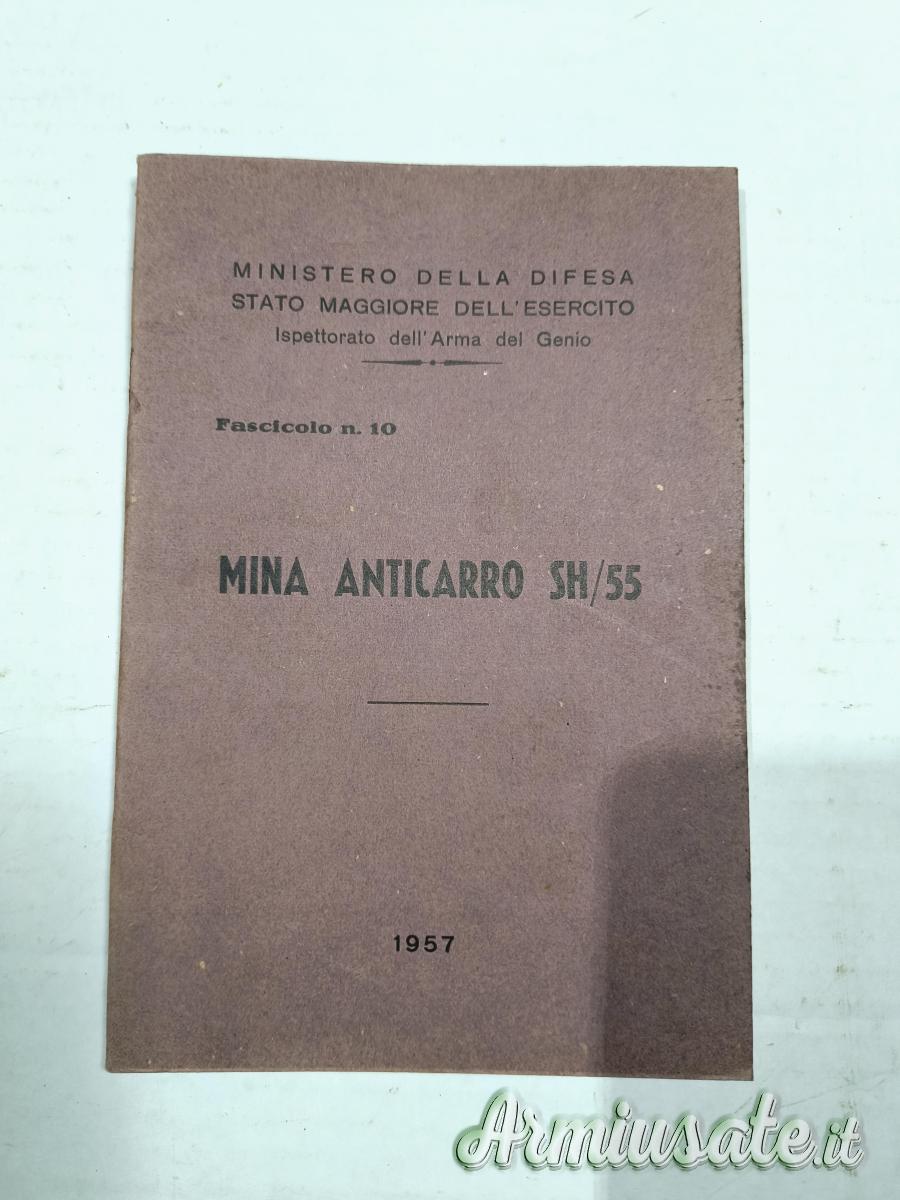 MINISTERO DELLA DIFESA
STATO MAGGIORE DELL'ESERCITO
Ispettorato dell'Arma del Genio
Fascicolo n. 10
MINA ANTICARRO SH/55
1957
Armiusate.it